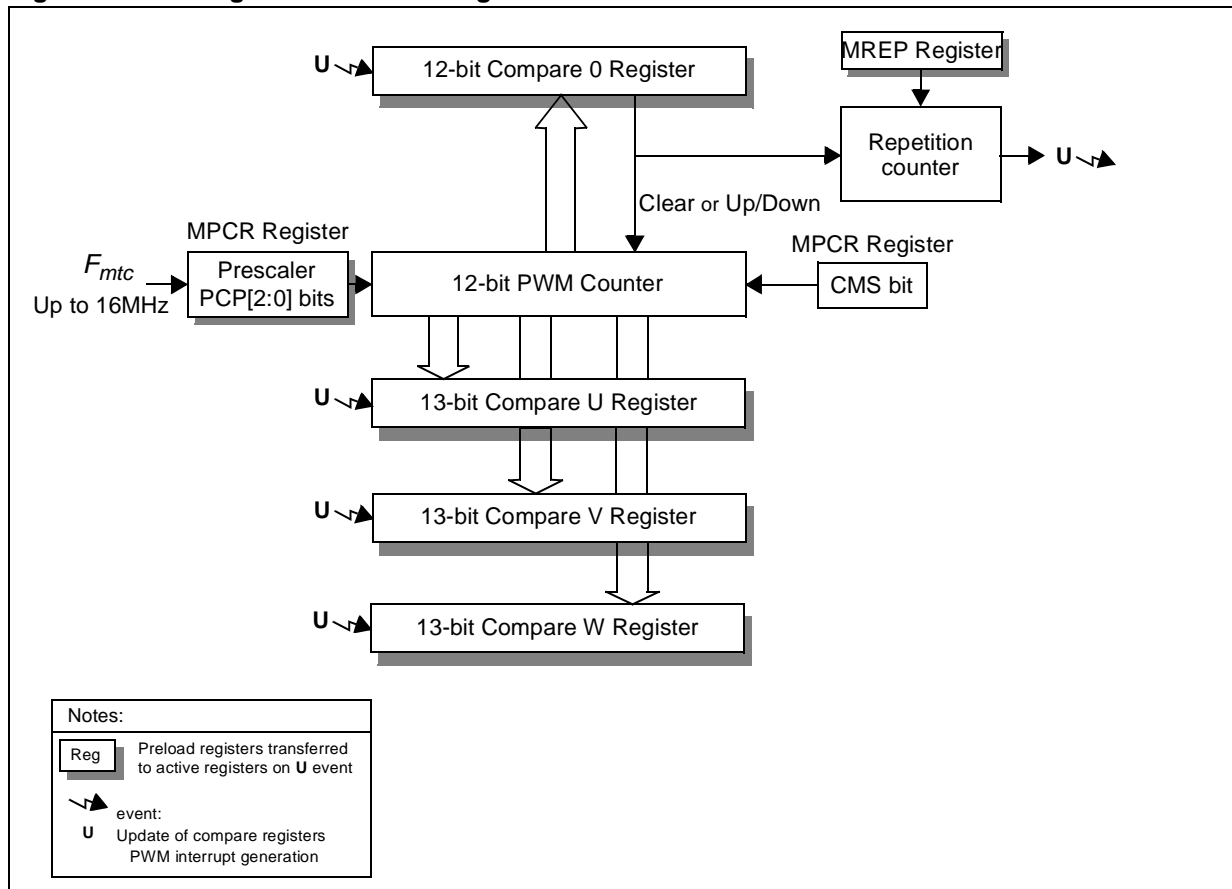 U
12-bit Compare 0 Register
MREP Register
Repetition
counter
U
Clear or Up/Down
MPCR Register
MPCR Register
Fmtc
Up to 16MHz
Prescaler
PCP[2:0] bits
12-bit PWM Counter
CMS bit
U
13-bit Compare U Register
U
13-bit Compare V Register
U
13-bit Compare W Register
Notes:
Reg
Preload registers transferred
to active registers on U event
event:
U Update of compare registers
PWM interrupt generation